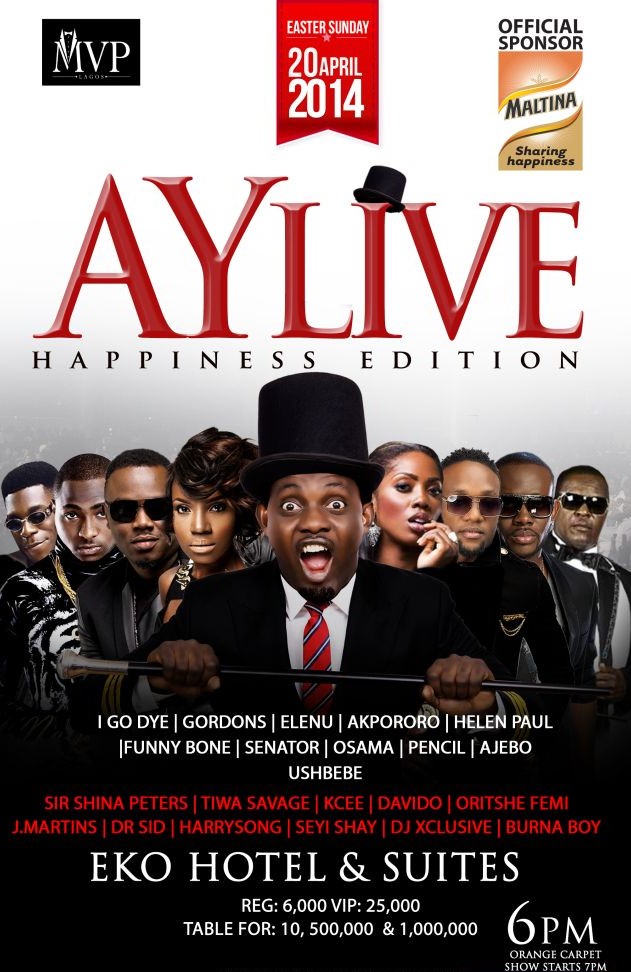 MVP
LAGOS
EASTER SUNDAY
20 APRIL
2014
OFFICIAL
SPONSOR
MALTINA
Sharing
happiness
AYLIVE
HAPPINESS EDITION
I GO DYE | GORDONS | ELENU | AKPORORO | HELEN PAUL
|FUNNY BONE | SENATOR | OSAMA | PENCIL | AJEBO
USHBEBE
SIR SHINA PETERS | TIWA SAVAGE | KCEE | DAVIDO | ORITSHE FEMI
J.MARTINS | DR SID | HARRYSONG | SEYI SHAY | DJ XCLUSIVE | BURNA BOY
EKO HOTEL & SUITES
REG: 6,000 VIP: 25,000
TABLE FOR: 10, 500,000 & 1,000,000
6PM
ORANGE CARPET
SHOW STARTS 7PM